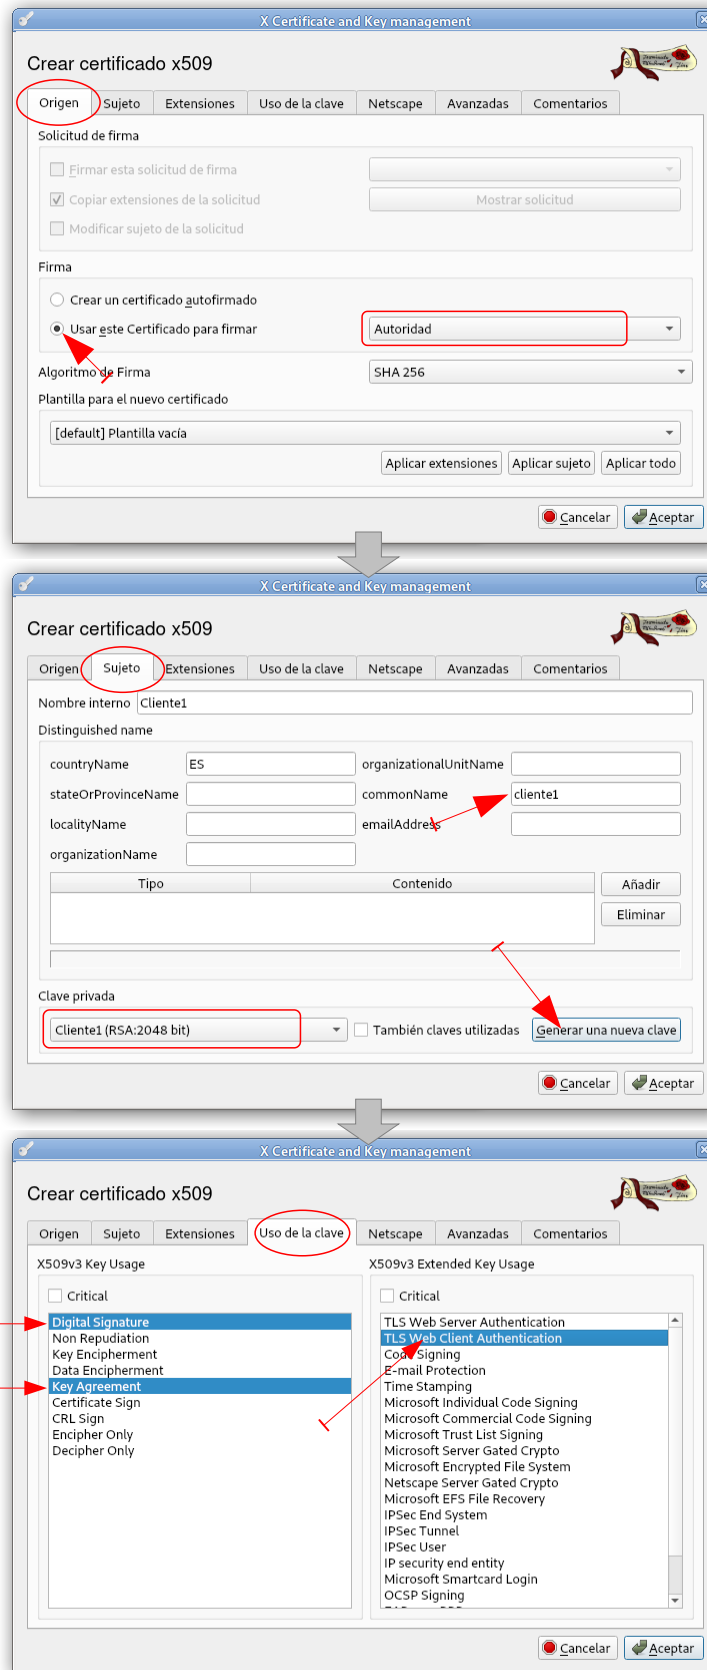 X Certificate and Key management
Crear certificado x509
Origen Sujeto Extensiones Uso de la clave Netscape Avanzadas Comentarios
Solicitud de firma
Firmar esta solicitud de firma
Copiar extensiones de la solicitud Mostrar solicitud
Modificar sujeto de la solicitud
Firma
Crear un certificado autofirmado
Usar este Certificado para firmar Autoridad
Algoritmo de Firma SHA 256
Plantilla para el nuevo certificado
[default] Plantilla vacía
Aplicar extensiones Aplicar sujeto Aplicar todo
Cancelar Aceptar
X Certificate and Key management
Crear certificado x509
Origen Sujeto Extensiones Uso de la clave Netscape Avanzadas Comentarios
Nombre interno Cliente1
Distinguished name
countryName ES organizationalUnitName
stateOrProvinceName commonName cliente1
localityName emailAddress
organizationName
Tipo Contenido Añadir
Eliminar
Clave privada
Cliente1 (RSA:2048 bit) También claves utilizadas Generar una nueva clave
Cancelar Aceptar
X Certificate and Key management
Crear certificado x509
Origen Sujeto Extensiones Uso de la clave Netscape Avanzadas Comentarios
X509v3 Key Usage X509v3 Extended Key Usage
Critical Critical
Digital Signature TLS Web Server Authentication
Non Repudiation TLS Web Client Authentication
Key Encipherment Code Signing
Data Encipherment E-mail Protection
Key Agreement Time Stamping
Certificate Sign Microsoft Individual Code Signing
CRL Sign Microsoft Commercial Code Signing
Encipher Only Microsoft Trust List Signing
Decipher Only Microsoft Server Gated Crypto
Microsoft Encrypted File System
Netscape Server Gated Crypto
Microsoft EFS File Recovery
IPSec End System
IPSec Tunnel
IPSec User
IP security end entity
Microsoft Smartcard Login
OCSP Signing
Cancelar Aceptar